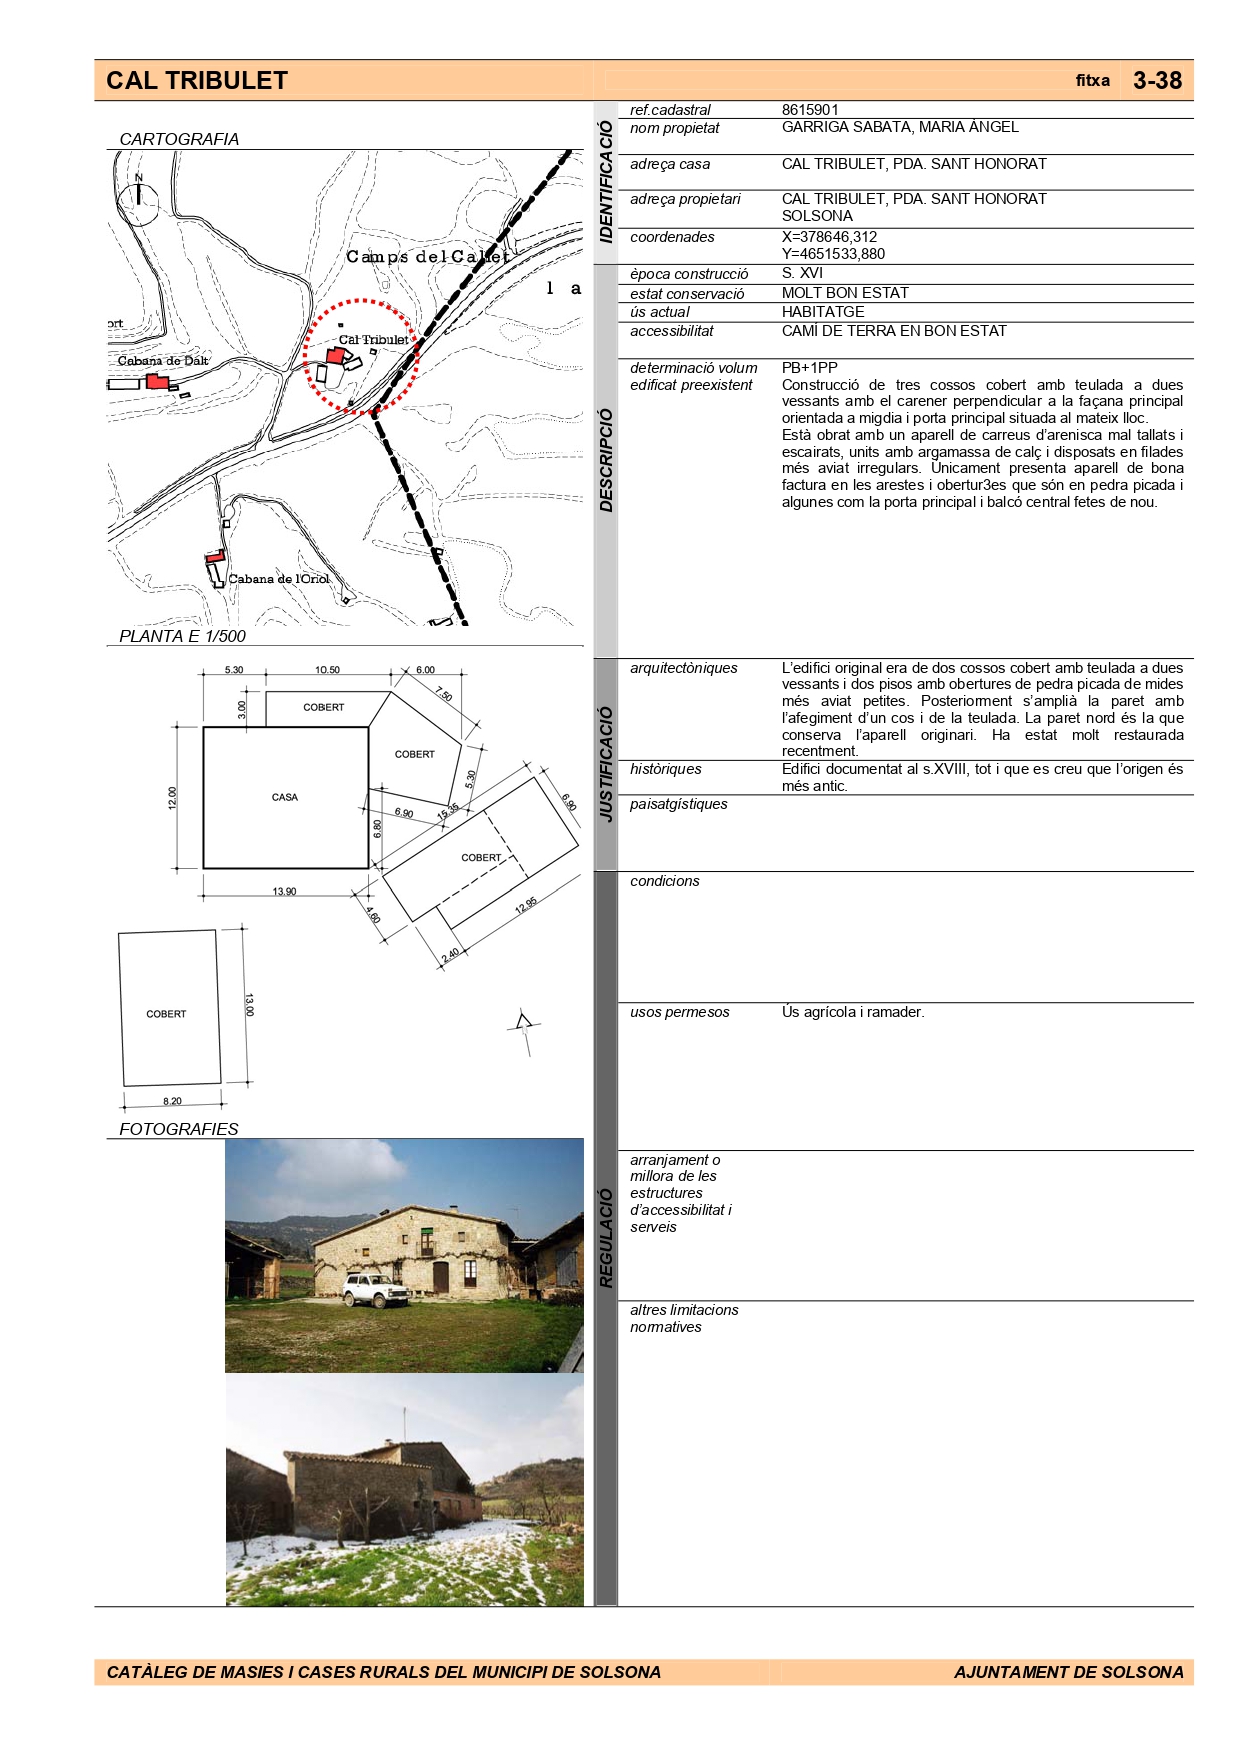 CAL TRIBULET
fitxa 3-38
CARTOGRAFIA
N
Camps del Callet
l a
ort
Cal Tribulet
Cabana de Dalt
Cabana de l'Oriol
PLANTA E 1/500
5.30
10.50
6.00
7.50
3.00
COBERT
COBERT
5.30
12.00
CASA
6.90
15.35
6.80
6.90
COBERT
13.90
4.60
12.95
2.40
COBERT
13.00
8.20
FOTOGRAFIES
IDENTIFICACIÓ
ref.cadastral 8615901
nom propietat GARRIGA SABATA, MARIA ÀNGEL
adreça casa CAL TRIBULET, PDA. SANT HONORAT
adreça propietari CAL TRIBULET, PDA. SANT HONORAT
SOLSONA
coordenades X=378646,312
Y=4651533,880
DESCRIPCIÓ
època construcció S. XVI
estat conservació MOLT BON ESTAT
ús actual HABITATGE
accessibilitat CAMÍ DE TERRA EN BON ESTAT
determinació volum PB+1PP
edificat preexistent Construcció de tres cossos cobert amb teulada a dues
vessants amb el carener perpendicular a la façana principal
orientada a migdia i porta principal situada al mateix lloc.
Està obrat amb un aparell de carreus d'arenisca mal tallats i
escairats, units amb argamassa de calç i disposats en filades
més aviat irregulars. Únicament presenta aparell de bona
factura en les arestes i obertur3es que són en pedra picada i
algunes com la porta principal i balcó central fetes de nou.
JUSTIFICACIÓ
arquitectòniques L'edifici original era de dos cossos cobert amb teulada a dues
vessants i dos pisos amb obertures de pedra picada de mides
més aviat petites. Posteriorment s'amplià la paret amb
l'afegiment d'un cos i de la teulada. La paret nord és la que
conserva l'aparell originari. Ha estat molt restaurada
recentment.
històriques Edifici documentat al s.XVIII, tot i que es creu que l'origen és
més antic.
paisatgístiques
REGULACIÓ
condicions
usos permesos Ús agrícola i ramader.
arranjament o
millora de les
estructures
d'accessibilitat i
serveis
altres limitacions
normatives
CATÀLEG DE MASIES I CASES RURALS DEL MUNICIPI DE SOLSONA
AJUNTAMENT DE SOLSONA